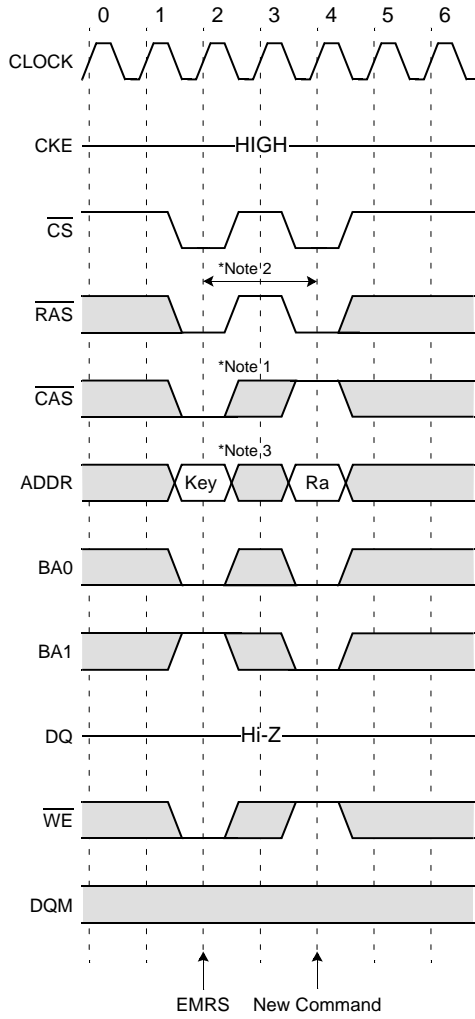 0 1 2 3 4 5 6
CLOCK
CKE HIGH
CS
*Note 2
RAS
*Note 1
CAS
*Note 3
ADDR Key Ra
BA0
BA1
DQ Hi-Z
WE
DQM
EMRS New Command